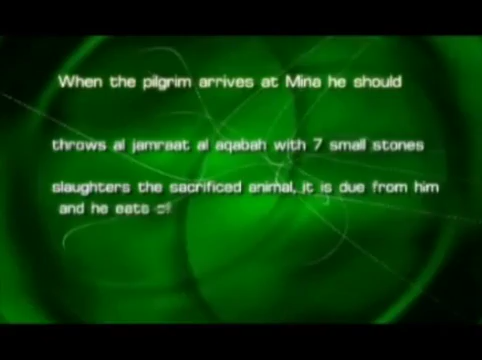 When the pilgrim arrives at Mina he should
throws al jamraat al aqabah with 7 small stones
slaughters the sacrificed animal, it is due from him
and he eats of